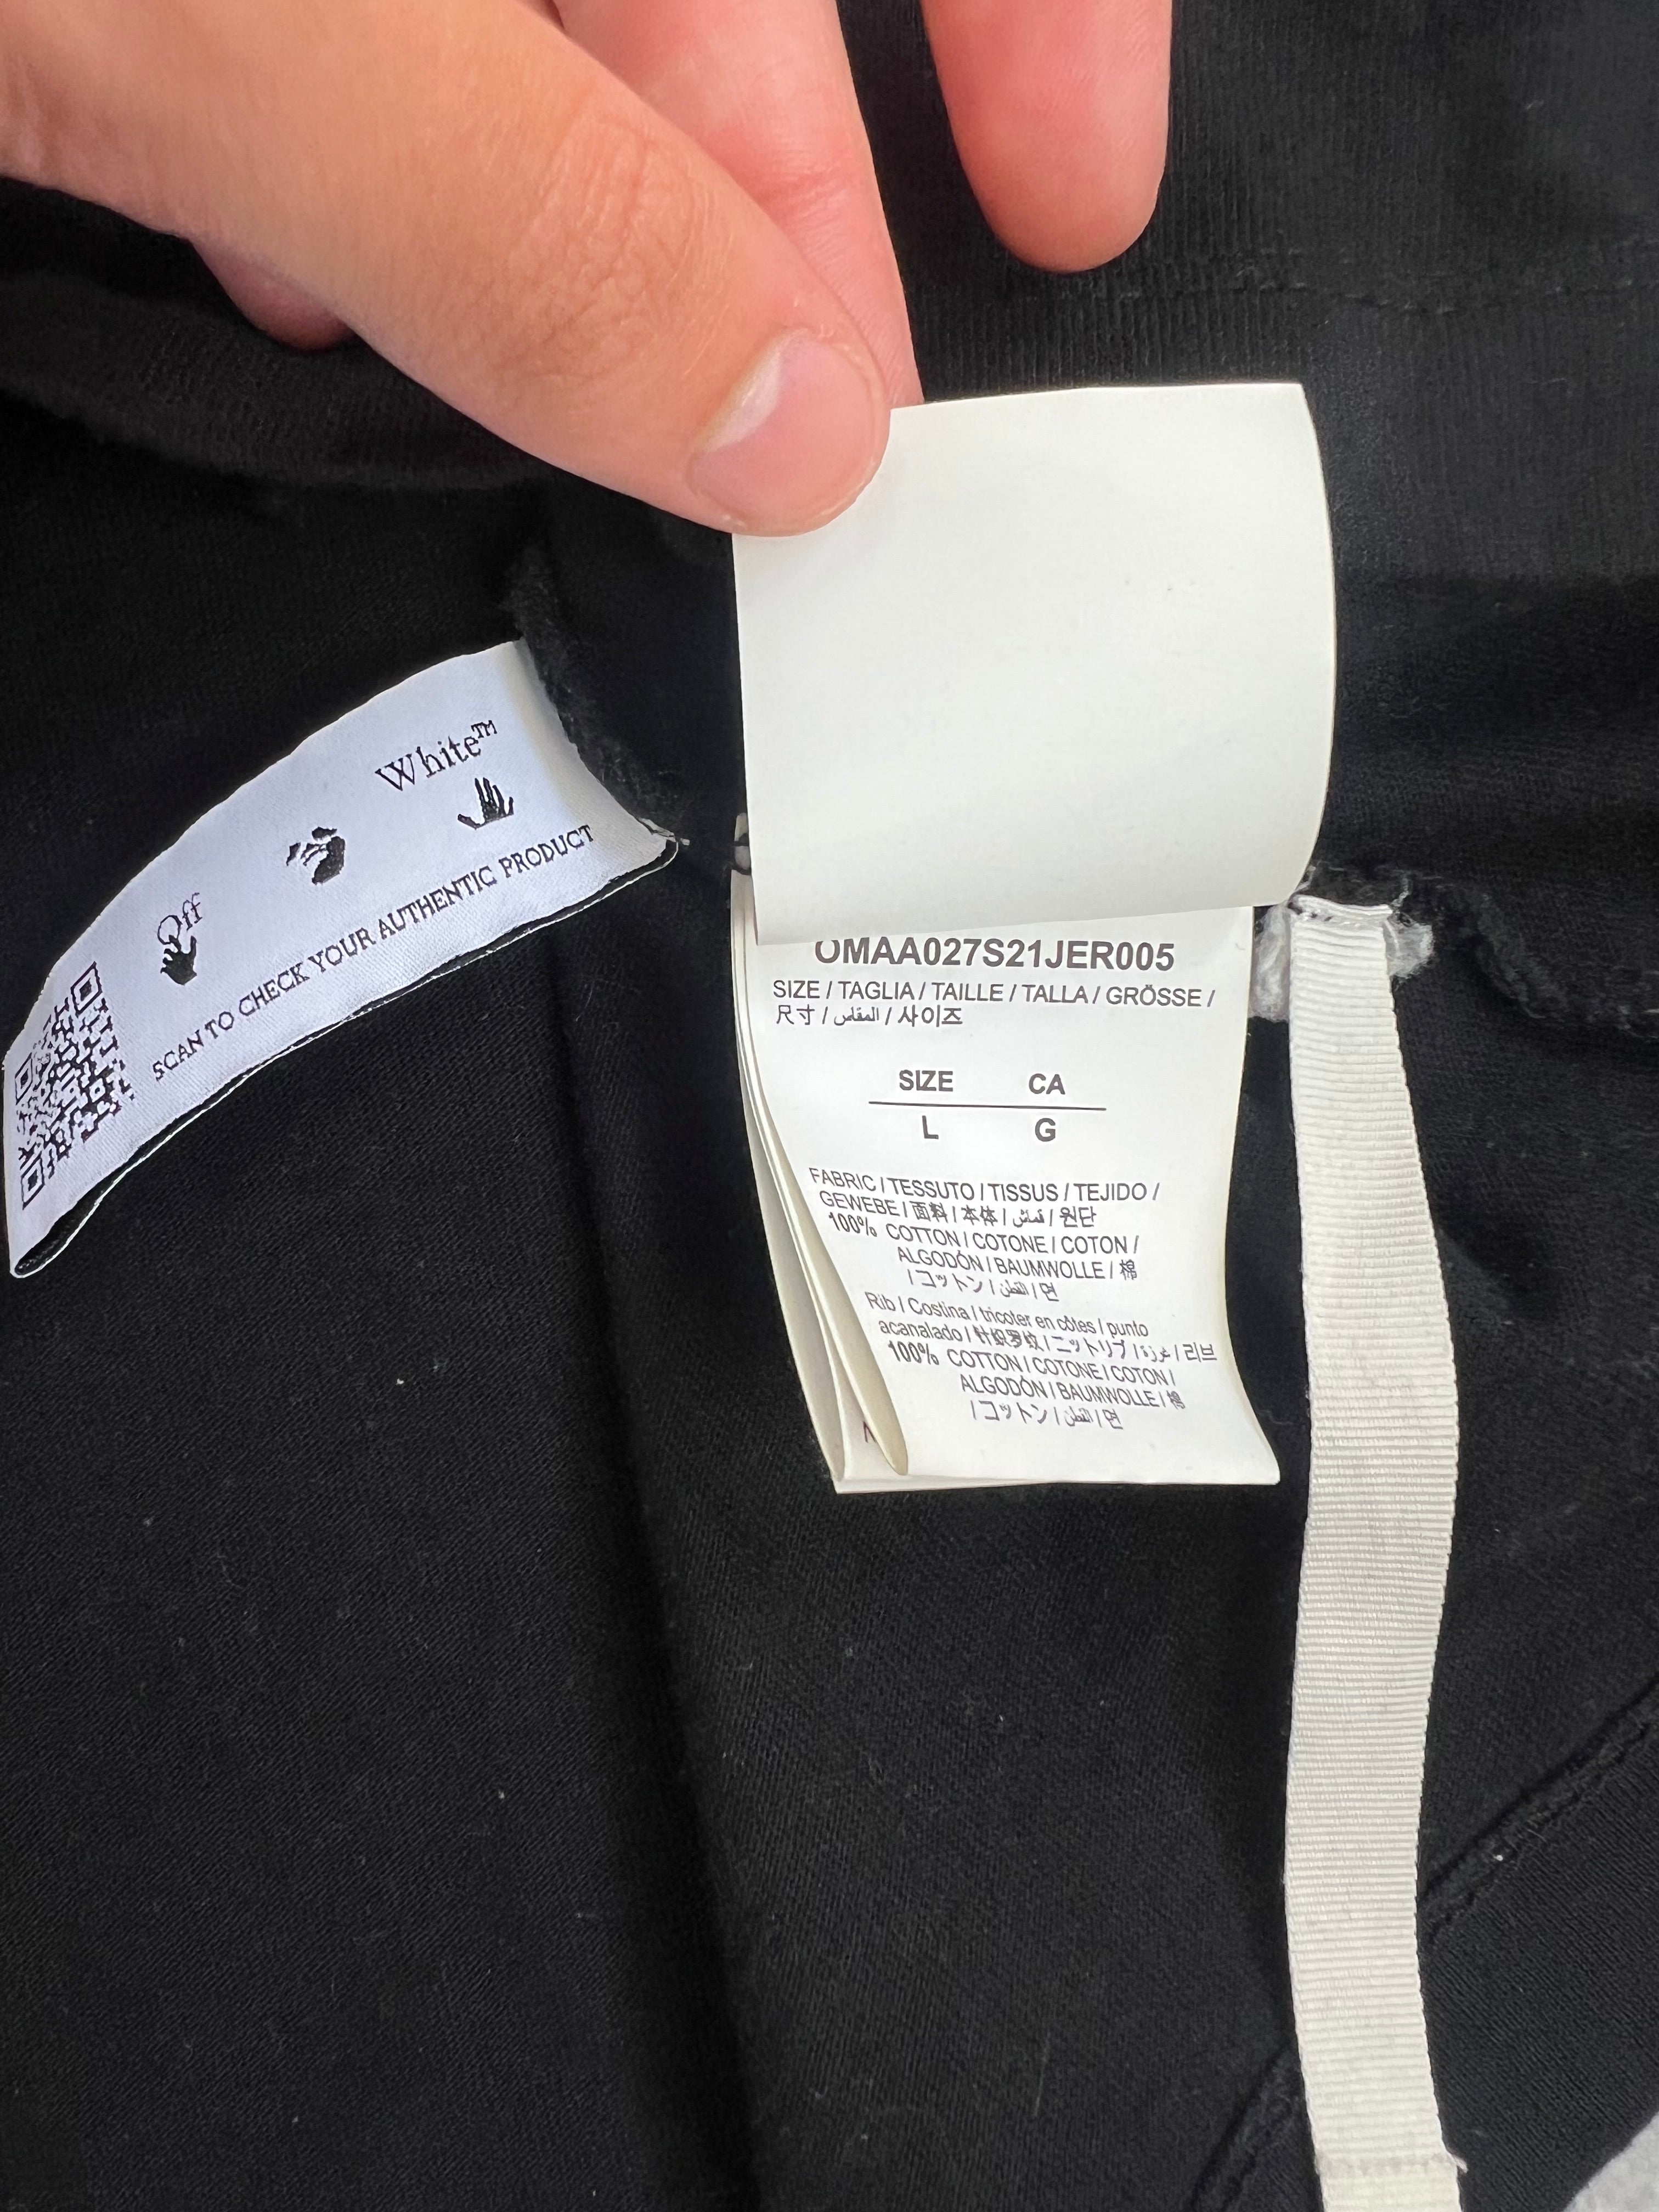 White™
Off
SCAN TO CHECK YOUR AUTHENTIC PRODUCT
OMAA027S21JER005
SIZE / TAGLIA / TAILLE / TALLA / GRÖSSE /
尺寸 / المقاس / 사이즈
SIZE CA
L G
FABRIC / TESSUTO / TISSUS / TEJIDO /
GEWEBE / 面料 / 本体 / قماش / 원단
100% COTTON / COTONE / COTON /
ALGODÓN / BAUMWOLLE / 棉
/ コットン / القطن / 면
Rib / Costina / tricoter en côtes / punto
acanalado / 针织罗纹 / ニットリブ / غرزة / 리브
100% COTTON / COTONE / COTON /
ALGODÓN / BAUMWOLLE / 棉
/ コットン / القطن / 면